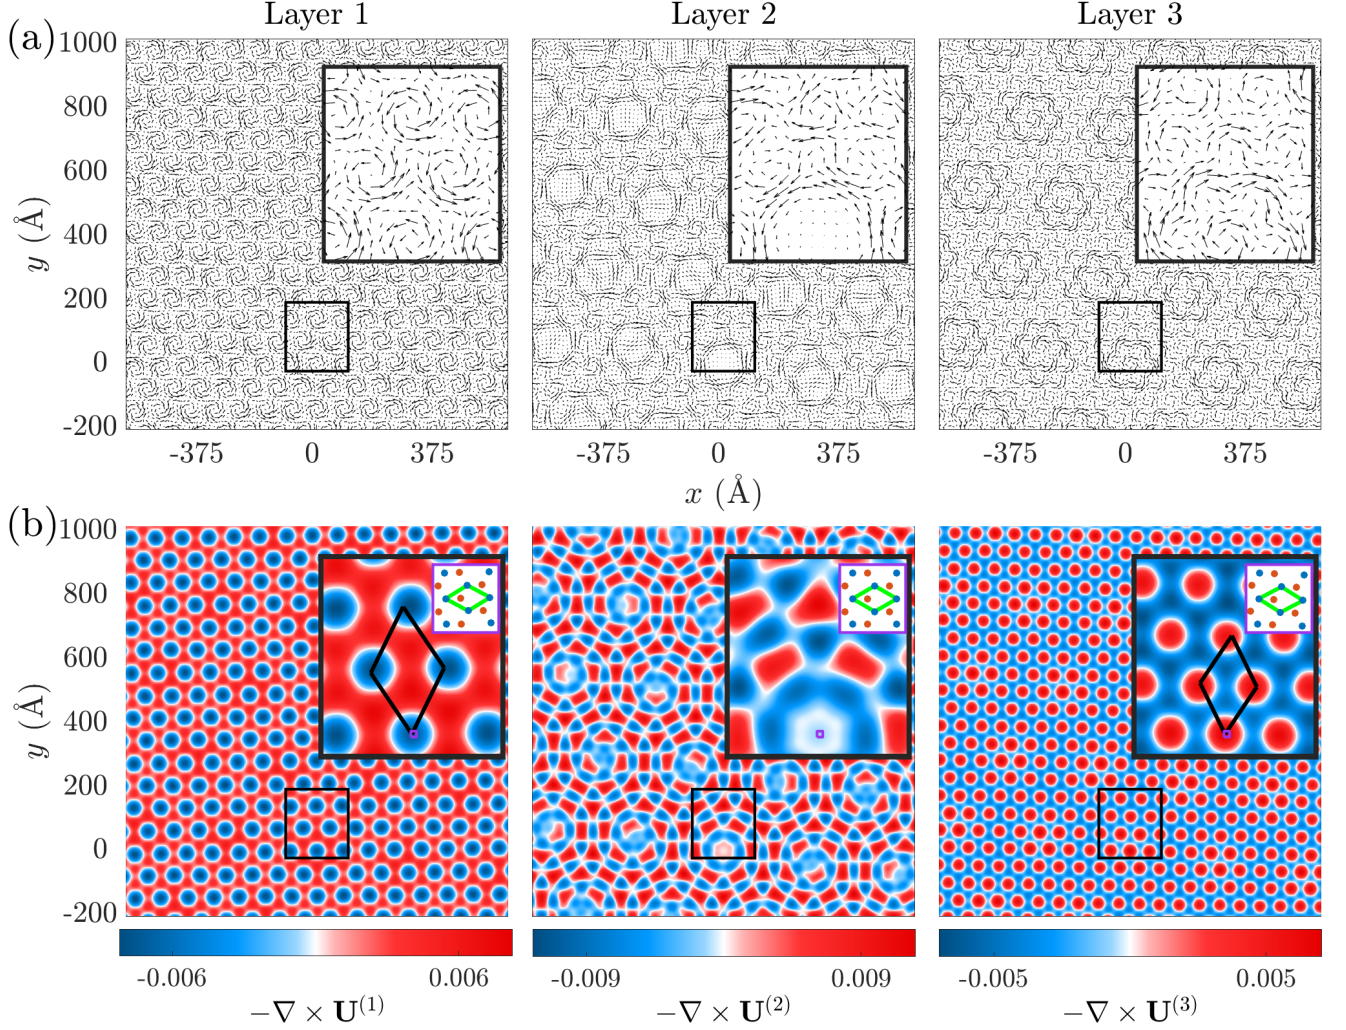 Layer 1 Layer 2 Layer 3
(a)
1000
800
600
400
200
0
-200
y (Å)
-375 0 375 -375 0 375 -375 0 375
x (Å)
(b)
1000
800
600
400
200
0
-200
y (Å)
-0.006 0.006 -0.009 0.009 -0.005 0.005
−∇ × U⁽¹⁾ −∇ × U⁽²⁾ −∇ × U⁽³⁾